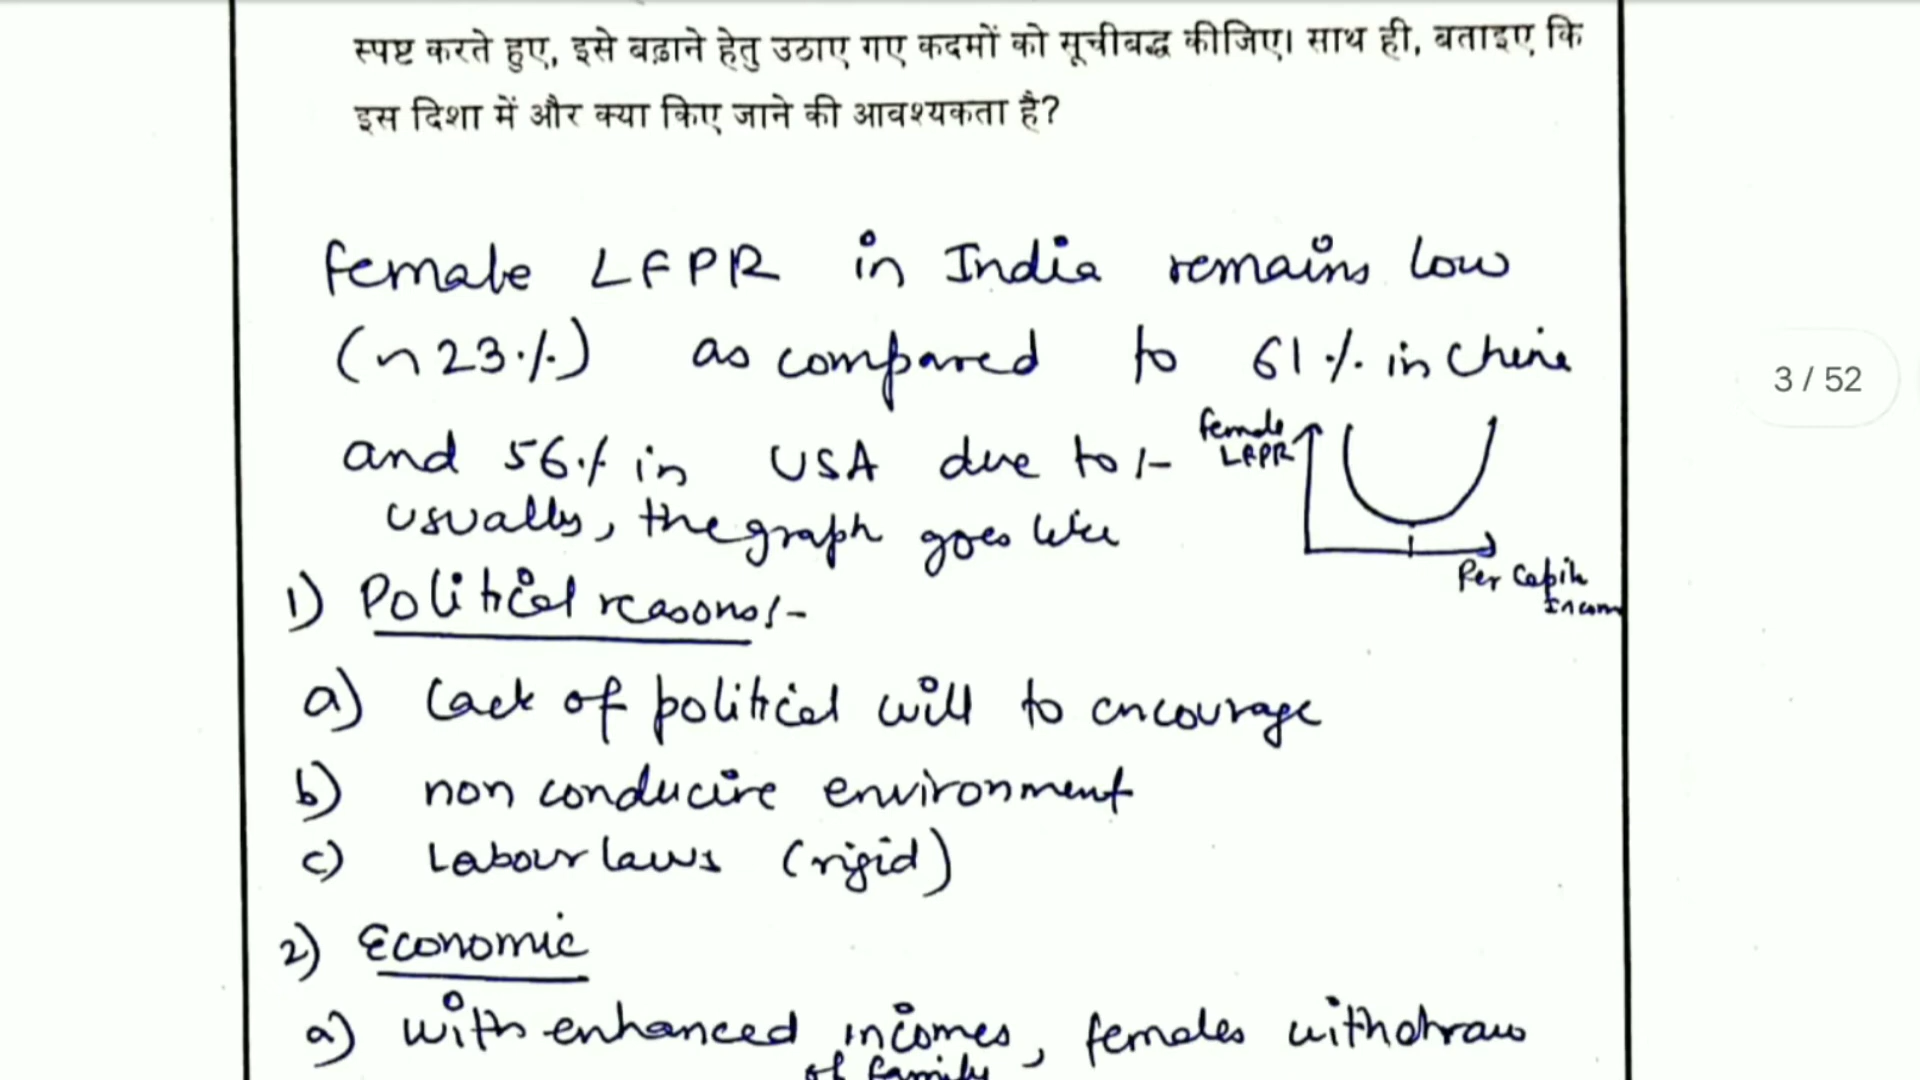 स्पष्ट करते हुए, इसे बढ़ाने हेतु उठाए गए कदमों को सूचीबद्ध कीजिए। साथ ही, बताइए कि
इस दिशा में और क्या किए जाने की आवश्यकता है?
female LFPR in India remains low
(~23%) as compared to 61% in China
and 56% in USA due to :-
female
LFPR
usually, the graph goes like
Per Capita
Incom
1) Political reasons:-
a) Lack of political will to encourage
b) non conducive environment
c) Labour laws (rigid)
2) Economic
a) with enhanced incomes, females withdraw
of family
3 / 52